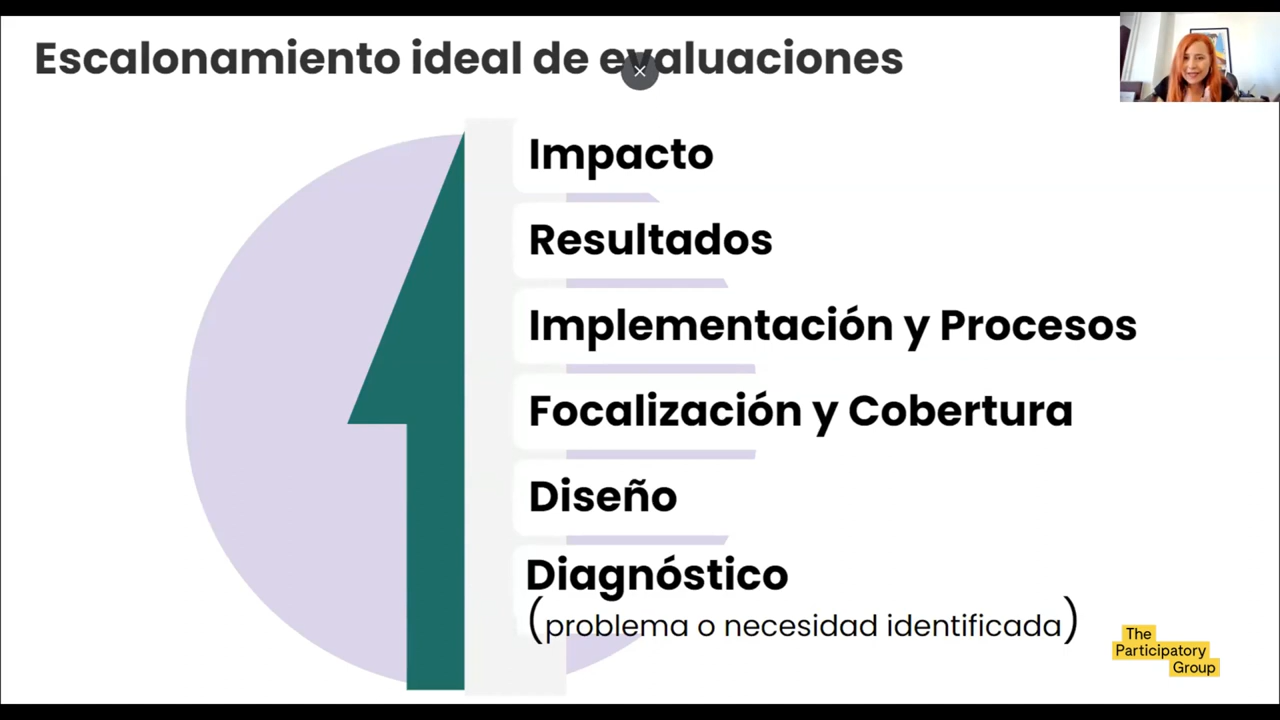 Escalonamiento ideal de evaluaciones
Impacto
Resultados
Implementación y Procesos
Focalización y Cobertura
Diseño
Diagnóstico
(problema o necesidad identificada)
The
Participatory
Group